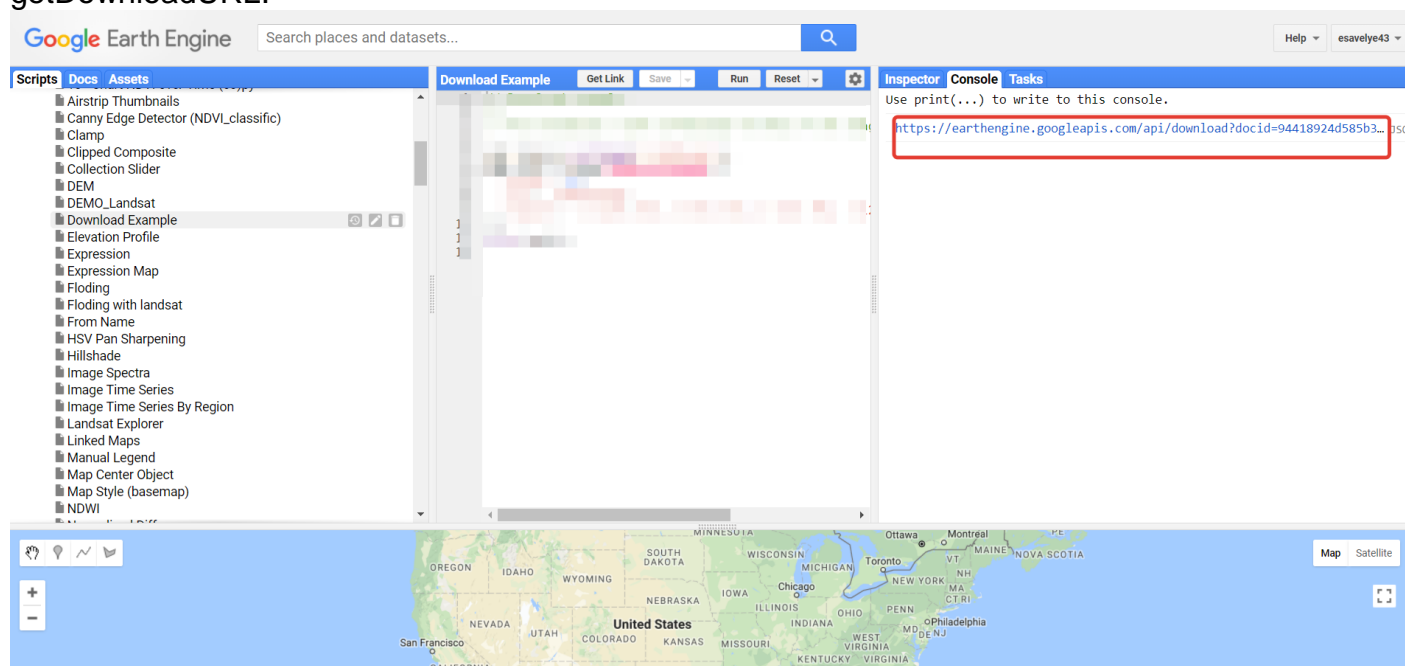 getDownloadURL.
Google Earth Engine
Search places and datasets...
Help
esavelye43
Scripts Docs Assets
Airstrip Thumbnails
Canny Edge Detector (NDVI_classific)
Clamp
Clipped Composite
Collection Slider
DEM
DEMO_Landsat
Download Example
Elevation Profile
Expression
Expression Map
Floding
Floding with landsat
From Name
HSV Pan Sharpening
Hillshade
Image Spectra
Image Time Series
Image Time Series By Region
Landsat Explorer
Linked Maps
Manual Legend
Map Center Object
Map Style (basemap)
NDWI
Download Example
Get Link
Save
Run
Reset
Inspector Console Tasks
Use print(...) to write to this console.
https://earthengine.googleapis.com/api/download?docid=94418924d585b3…
MINNESOTA
Ottawa
Montréal
PE
OREGON
IDAHO
SOUTH DAKOTA
WISCONSIN
MICHIGAN
Toronto
VT
MAINE
NOVA SCOTIA
WYOMING
NH
NEW YORK
MA
CT RI
IOWA
Chicago
NEBRASKA
ILLINOIS
OHIO
PENN
NEVADA
UTAH
United States
INDIANA
Philadelphia
MD
DE NJ
San Francisco
COLORADO
KANSAS
MISSOURI
WEST VIRGINIA
KENTUCKY
VIRGINIA
CALIFORNIA
Map
Satellite
+
−